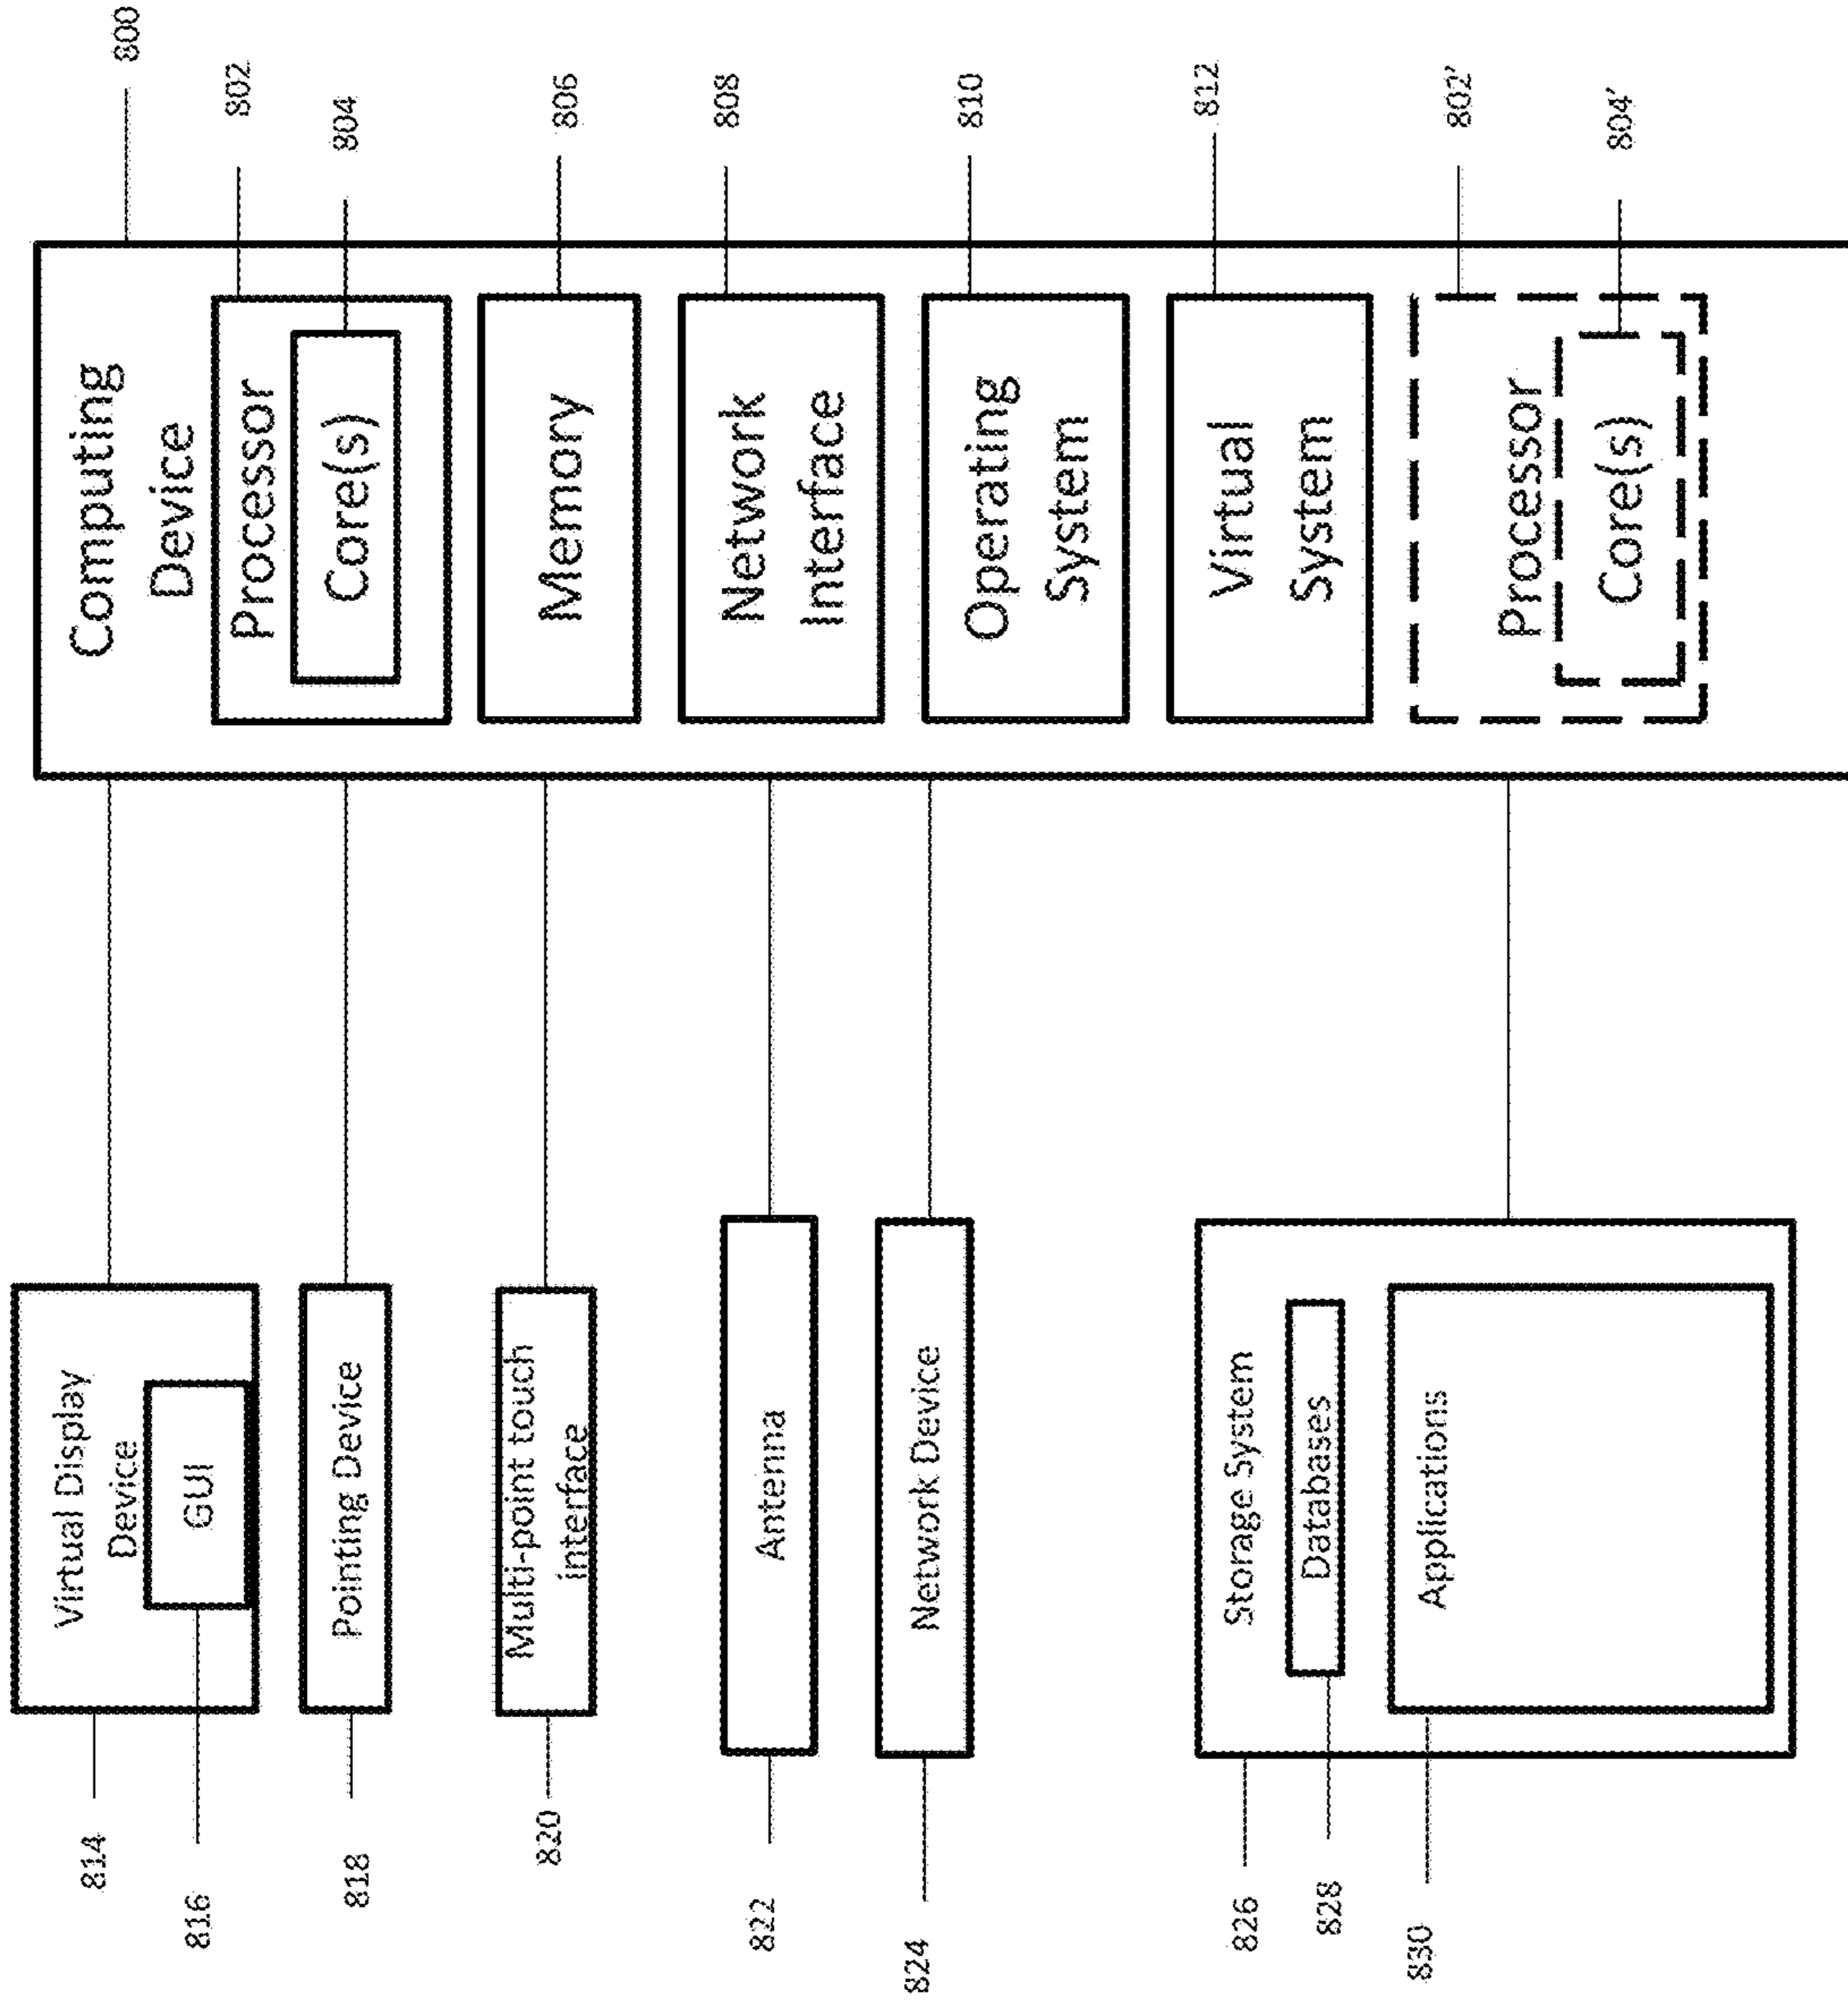 814
Virtual Display
Device
816
GUI
818
Pointing Device
820
Multi-point touch
interface
822
Antenna
824
Network Device
826
Storage System
828
Databases
830
Applications
Computing
Device
800
Processor
802
Core(s)
804
Memory
806
Network
Interface
808
Operating
System
810
Virtual
System
812
Processor
802'
Core(s)
804'